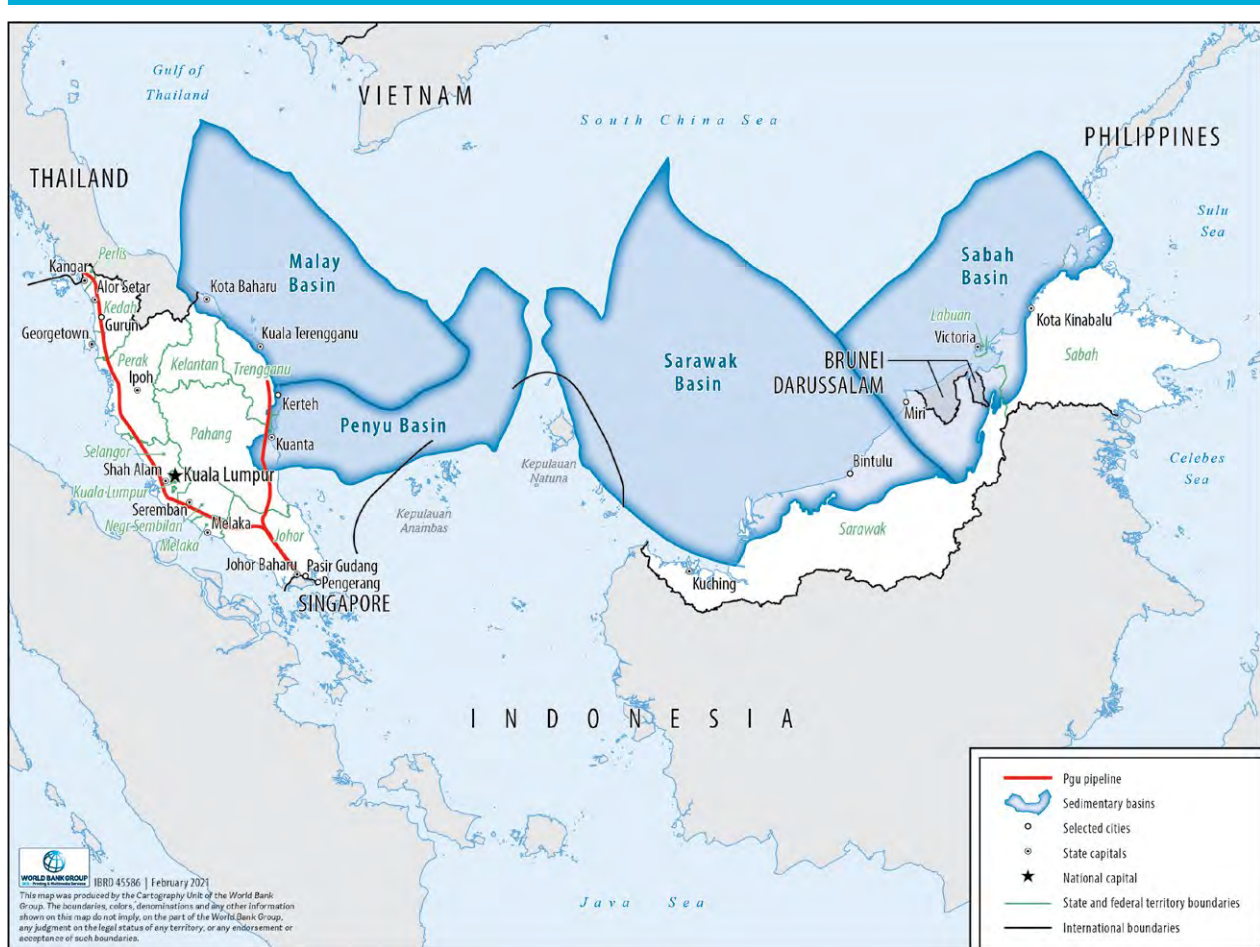 Gulf of
Thailand
VIETNAM
South China Sea
PHILIPPINES
THAILAND
Sulu
Sea
Perlis
Kangar
Alor Setar
Kedah
Gurun
Georgetown
Perak
Ipoh
Kelantan
Kota Baharu
Malay
Basin
Kuala Terengganu
Trengganu
Kerteh
Penyu Basin
Pahang
Kuanta
Selangor
Shah Alam
Kuala Lumpur
Kuala-Lumpur
Seremban
Negr-Sembilan
Melaka
Melaka
Johor
Johor Baharu
Pasir Gudang
Pengerang
SINGAPORE
Kepulauan
Anambas
Kepulauan
Natuna
Sarawak
Basin
Sabah
Basin
Labuan
Victoria
Kota Kinabalu
Sabah
BRUNEI
DARUSSALAM
Miri
Bintulu
Sarawak
Kuching
Celebes
Sea
INDONESIA
Java Sea
Pgu pipeline
Sedimentary basins
Selected cities
State capitals
National capital
State and federal territory boundaries
International boundaries
WORLD BANK GROUP
IBRD 45586 | February 2021
This map was produced by the Cartography Unit of the World Bank
Group. The boundaries, colors, denominations and any other information
shown on this map do not imply, on the part of the World Bank Group,
any judgment on the legal status of any territory, or any endorsement or
acceptance of such boundaries.